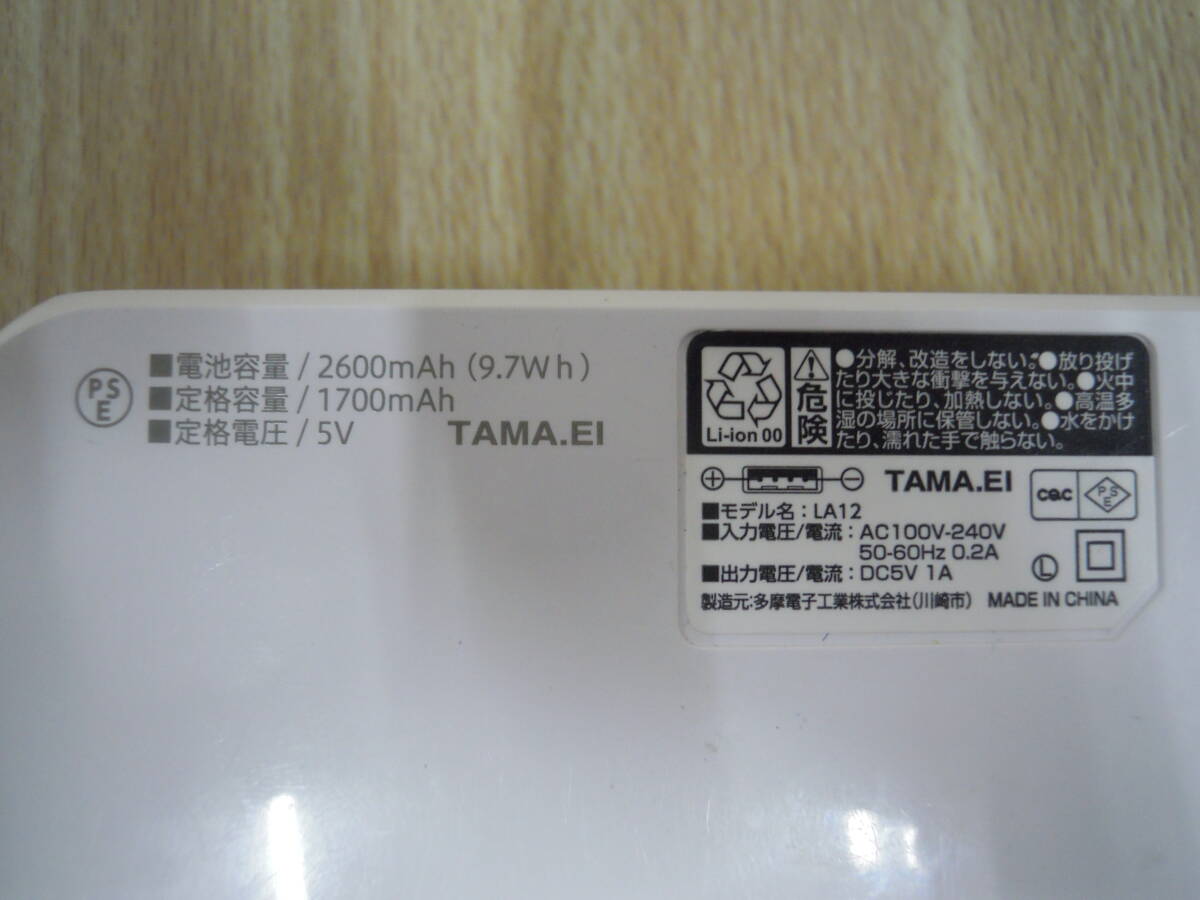 PS
E
■電池容量 / 2600mAh (9.7Wh)
■定格容量 / 1700mAh
■定格電圧 / 5V
TAMA.EI
Li-ion 00
危険
●分解、改造をしない。●放り投げ
たり大きな衝撃を与えない。●火中
に投じたり、加熱しない。●高温多
湿の場所に保管しない。●水をかけ
たり、濡れた手で触らない。
TAMA.EI
cqc
PS
E
■モデル名：LA12
■入力電圧/電流：AC100V-240V
50-60Hz 0.2A
■出力電圧/電流：DC5V 1A
L
製造元:多摩電子工業株式会社(川崎市) MADE IN CHINA